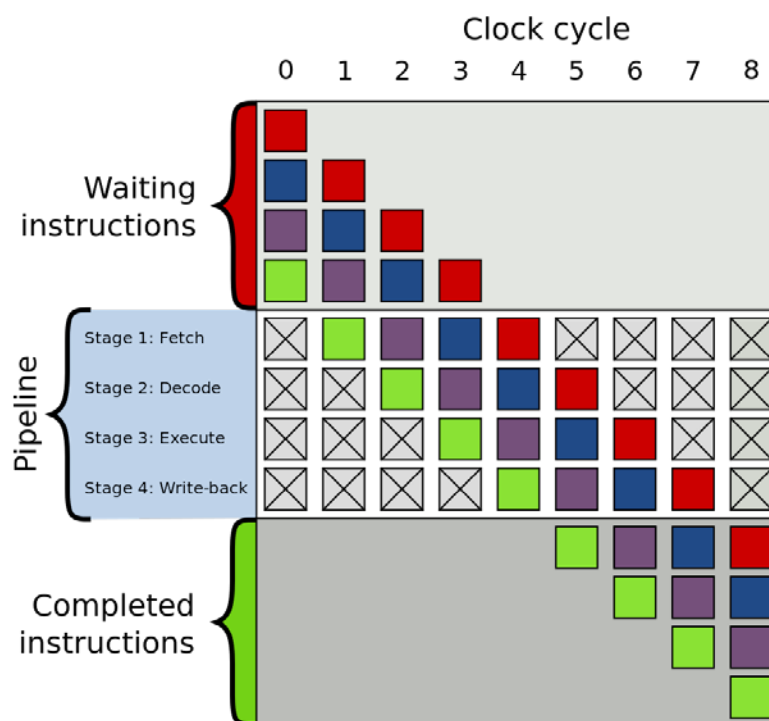 Clock cycle
0 1 2 3 4 5 6 7 8
Waiting
instructions
Pipeline
Stage 1: Fetch
Stage 2: Decode
Stage 3: Execute
Stage 4: Write-back
Completed
instructions